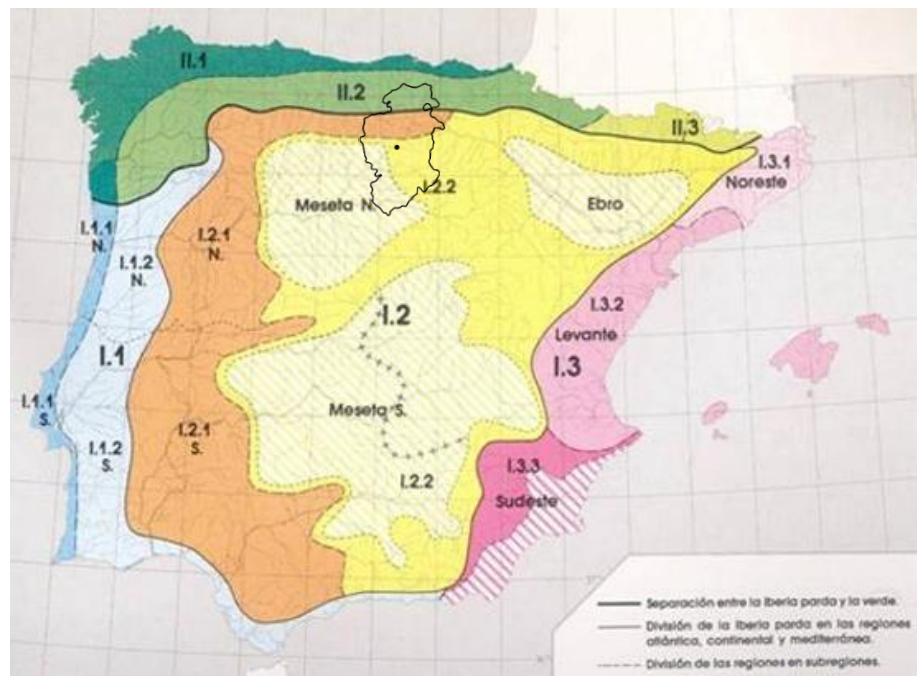 II.1
II.2
II.3
I.3.1
Noreste
I.2.2
Meseta N.
Ebro
I.1.1
N.
I.2.1
N.
I.1.2
N.
I.3.2
Levante
I.2
I.1
I.3
Meseta S.
I.1.1
S.
I.2.1
S.
I.1.2
S.
I.2.2
I.3.3
Sudeste
Separación entre la Iberia parda y la verde.
División de la Iberia parda en las regiones
atlántica, continental y mediterránea.
División de las regiones en subregiones.